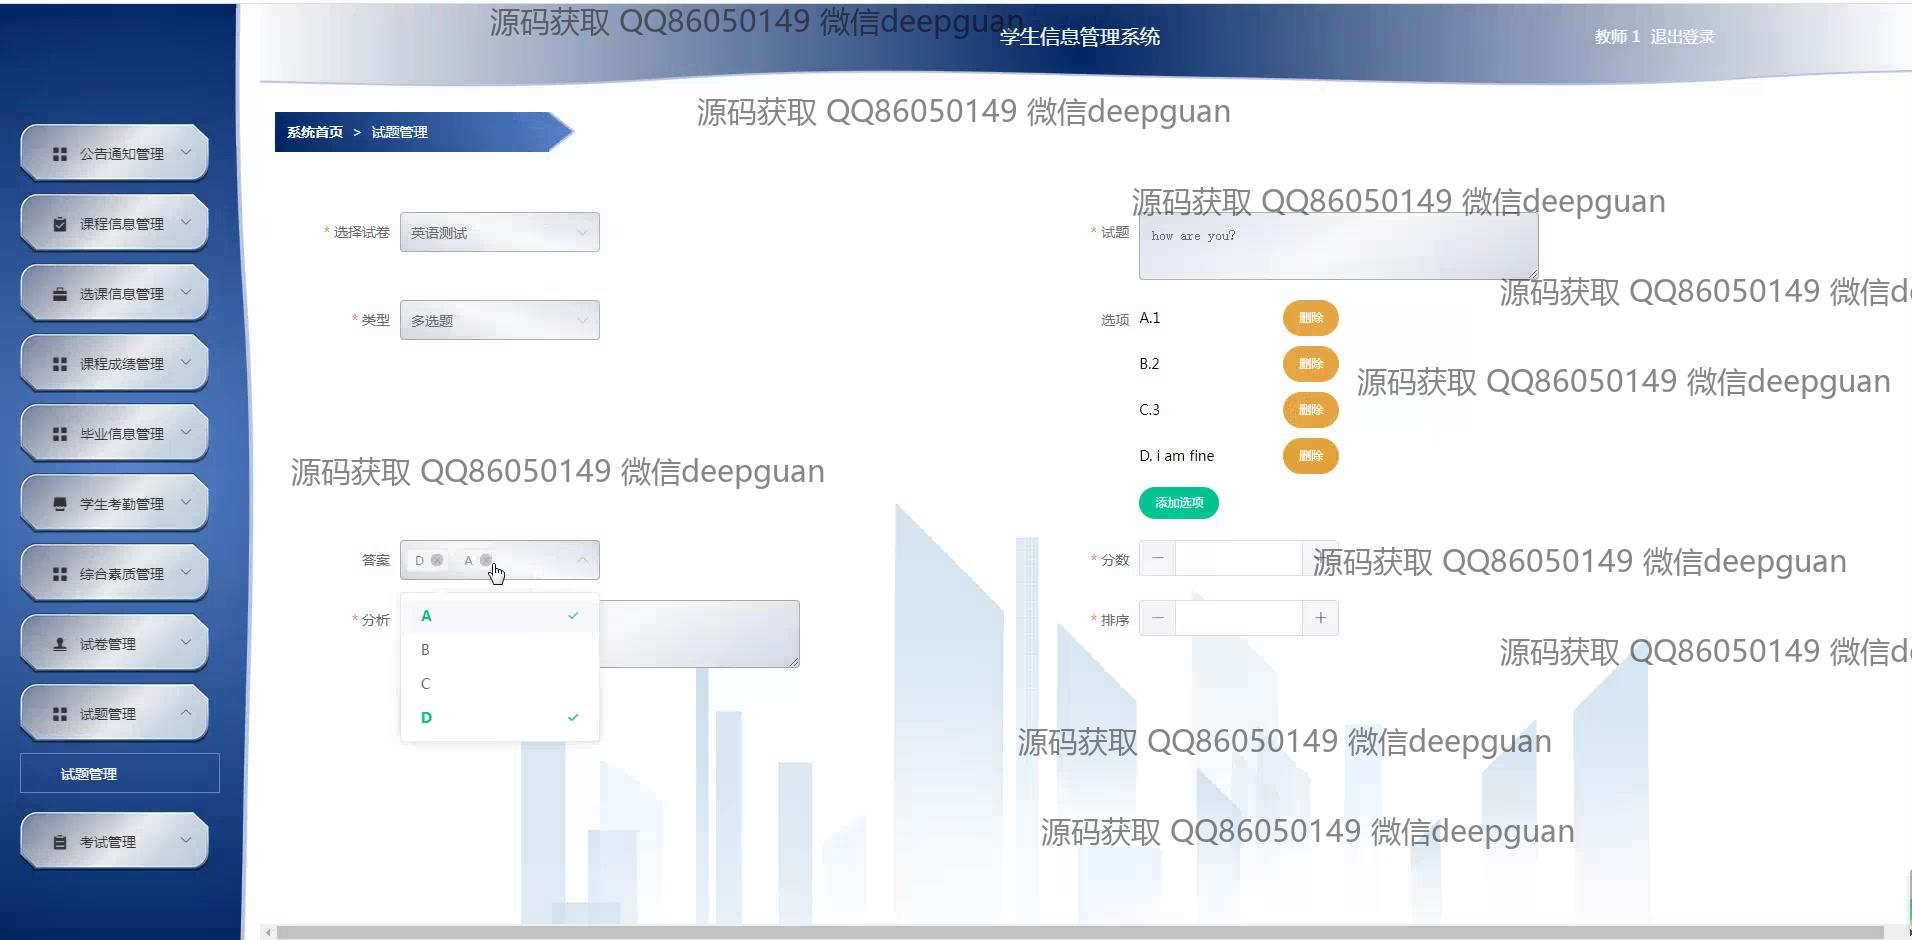 源码获取 QQ86050149 微信deepguan
学生信息管理系统
教师 1 退出登录
源码获取 QQ86050149 微信deepguan
系统首页 > 试题管理
公告通知管理
课程信息管理
选课信息管理
课程成绩管理
毕业信息管理
学生考勤管理
综合素质管理
试卷管理
试题管理
试题管理
考试管理
源码获取 QQ86050149 微信deepguan
* 选择试卷 英语测试
* 试题 how are you?
源码获取 QQ86050149 微信de
* 类型 多选题
选项 A.1 删除
B.2 删除
源码获取 QQ86050149 微信deepguan
C.3 删除
D. i am fine 删除
源码获取 QQ86050149 微信deepguan
添加选项
答案 D A
* 分数
源码获取 QQ86050149 微信deepguan
* 分析
A
B
C
D
* 排序
源码获取 QQ86050149 微信de
源码获取 QQ86050149 微信deepguan
源码获取 QQ86050149 微信deepguan